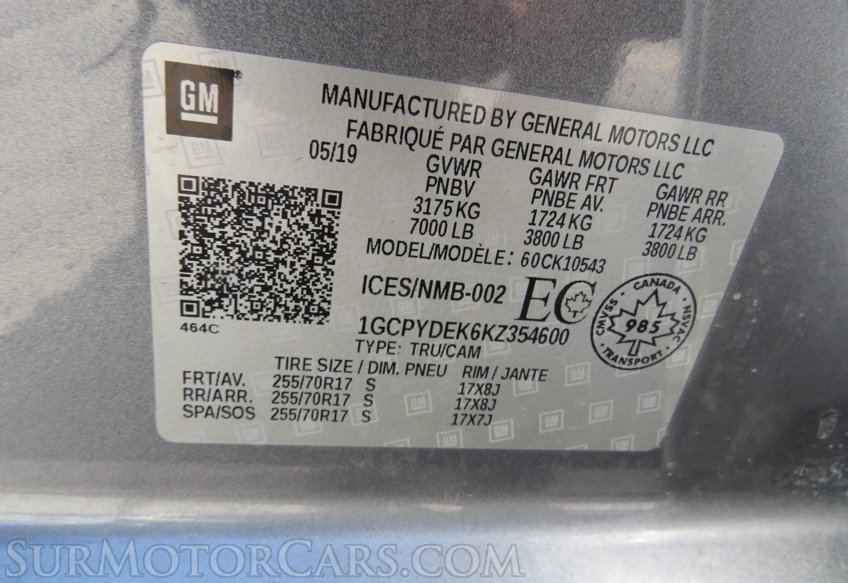 GM
MANUFACTURED BY GENERAL MOTORS LLC
FABRIQUÉ PAR GENERAL MOTORS LLC
05/19
GVWR GAWR FRT GAWR RR
PNBV PNBE AV. PNBE ARR.
3175 KG 1724 KG 1724 KG
7000 LB 3800 LB 3800 LB
MODEL/MODÈLE: 60CK10543
ICES/NMB-002 EC
CANADA
CMVSS 985 NSVAC
TRANSPORT
464C
1GCPYDEK6KZ354600
TYPE: TRU/CAM
TIRE SIZE / DIM. PNEU RIM / JANTE
FRT/AV. 255/70R17 S 17X8J
RR/ARR. 255/70R17 S 17X8J
SPA/SOS 255/70R17 S 17X7J
SurMotorCars.com